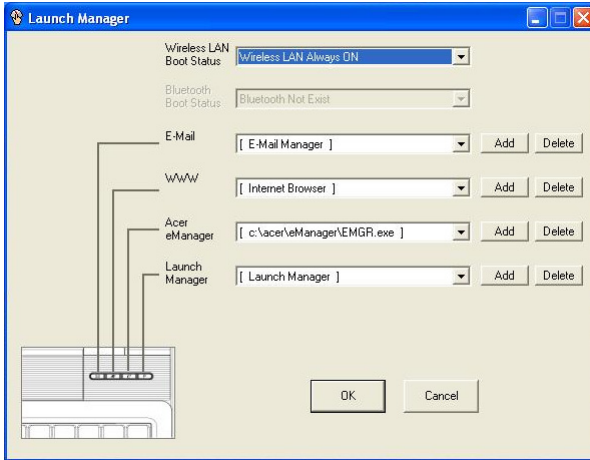 Launch Manager
Wireless LAN
Boot Status
Wireless LAN Always ON
Bluetooth
Boot Status
Bluetooth Not Exist
E-Mail
[ E-Mail Manager ]
Add
Delete
WWW
[ Internet Browser ]
Add
Delete
Acer
eManager
[ c:\acer\eManager\EMGR.exe ]
Add
Delete
Launch
Manager
[ Launch Manager ]
Add
Delete
OK
Cancel